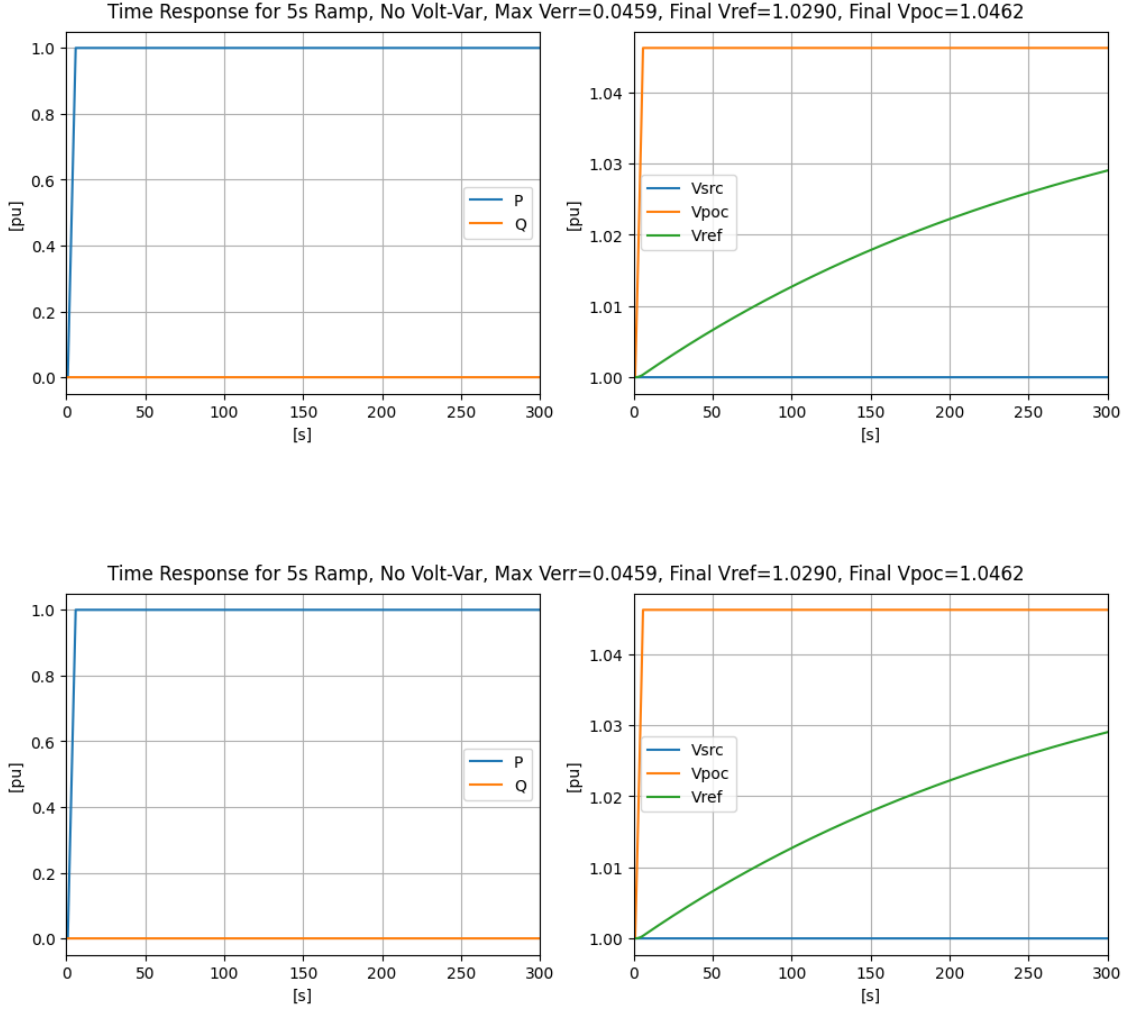 Time Response for 5s Ramp, No Volt-Var, Max Verr=0.0459, Final Vref=1.0290, Final Vpoc=1.0462
1.0
0.8
0.6
0.4
0.2
0.0
[pu]
P
Q
0 50 100 150 200 250 300
[s]
1.04
1.03
1.02
1.01
1.00
[pu]
Vsrc
Vpoc
Vref
0 50 100 150 200 250 300
[s]
Time Response for 5s Ramp, No Volt-Var, Max Verr=0.0459, Final Vref=1.0290, Final Vpoc=1.0462
1.0
0.8
0.6
0.4
0.2
0.0
[pu]
P
Q
0 50 100 150 200 250 300
[s]
1.04
1.03
1.02
1.01
1.00
[pu]
Vsrc
Vpoc
Vref
0 50 100 150 200 250 300
[s]